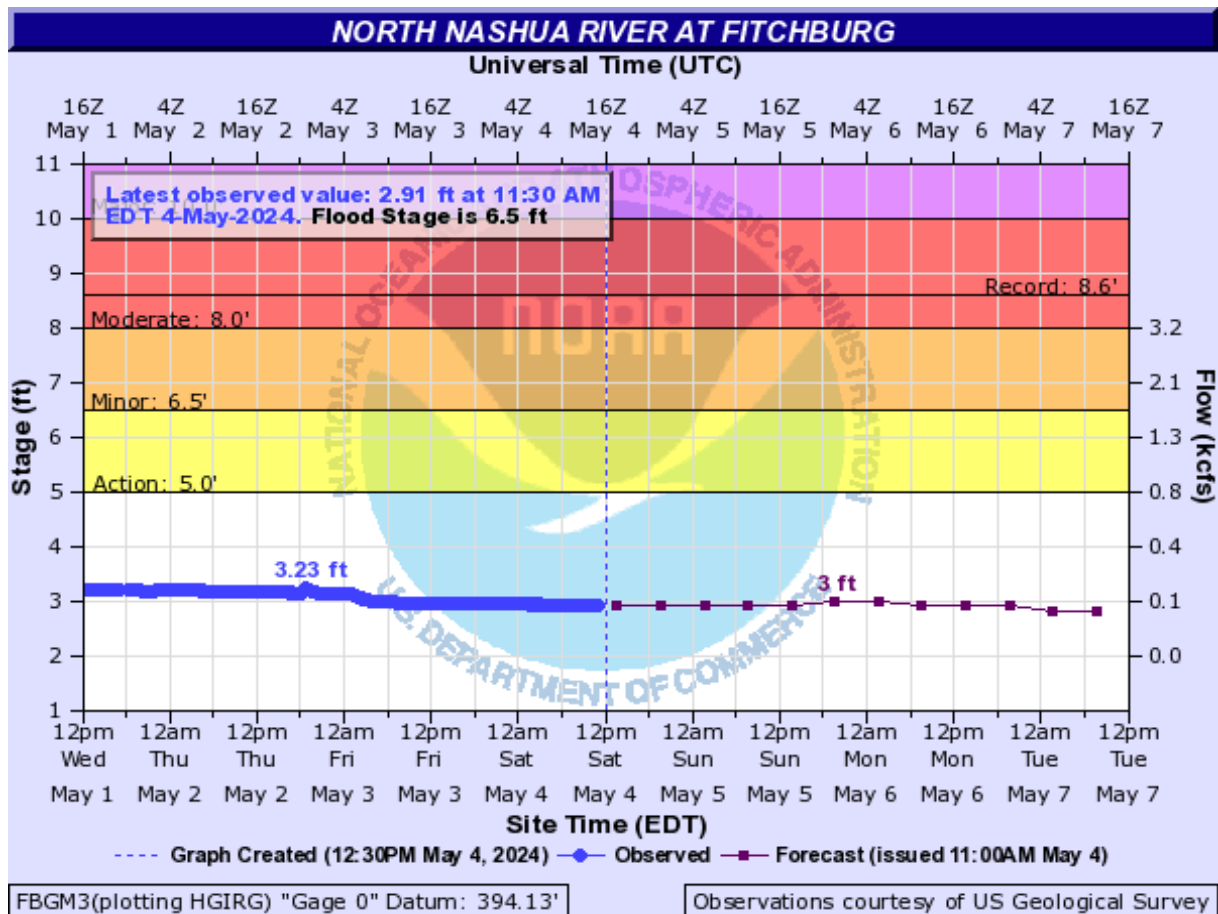 NORTH NASHUA RIVER AT FITCHBURG
Universal Time (UTC)
16Z 4Z 16Z 4Z 16Z 4Z 16Z 4Z 16Z 4Z 16Z 4Z 16Z
May 1 May 2 May 2 May 3 May 3 May 4 May 4 May 5 May 5 May 6 May 6 May 7 May 7
Latest observed value: 2.91 ft at 11:30 AM
EDT 4-May-2024. Flood Stage is 6.5 ft
NATIONAL OCEANIC AND ATMOSPHERIC ADMINISTRATION
NOAA
U.S. DEPARTMENT OF COMMERCE
Record: 8.6'
Moderate: 8.0'
Minor: 6.5'
Action: 5.0'
3.23 ft
3 ft
Stage (ft)
11
10
9
8
7
6
5
4
3
2
1
Flow (kcfs)
3.2
2.1
1.3
0.8
0.4
0.1
0.0
12pm 12am 12pm 12am 12pm 12am 12pm 12am 12pm 12am 12pm 12am 12pm
Wed Thu Thu Fri Fri Sat Sat Sun Sun Mon Mon Tue Tue
May 1 May 2 May 2 May 3 May 3 May 4 May 4 May 5 May 5 May 6 May 6 May 7 May 7
Site Time (EDT)
Graph Created (12:30PM May 4, 2024) Observed Forecast (issued 11:00AM May 4)
FBGM3(plotting HGIRG) "Gage 0" Datum: 394.13'
Observations courtesy of US Geological Survey